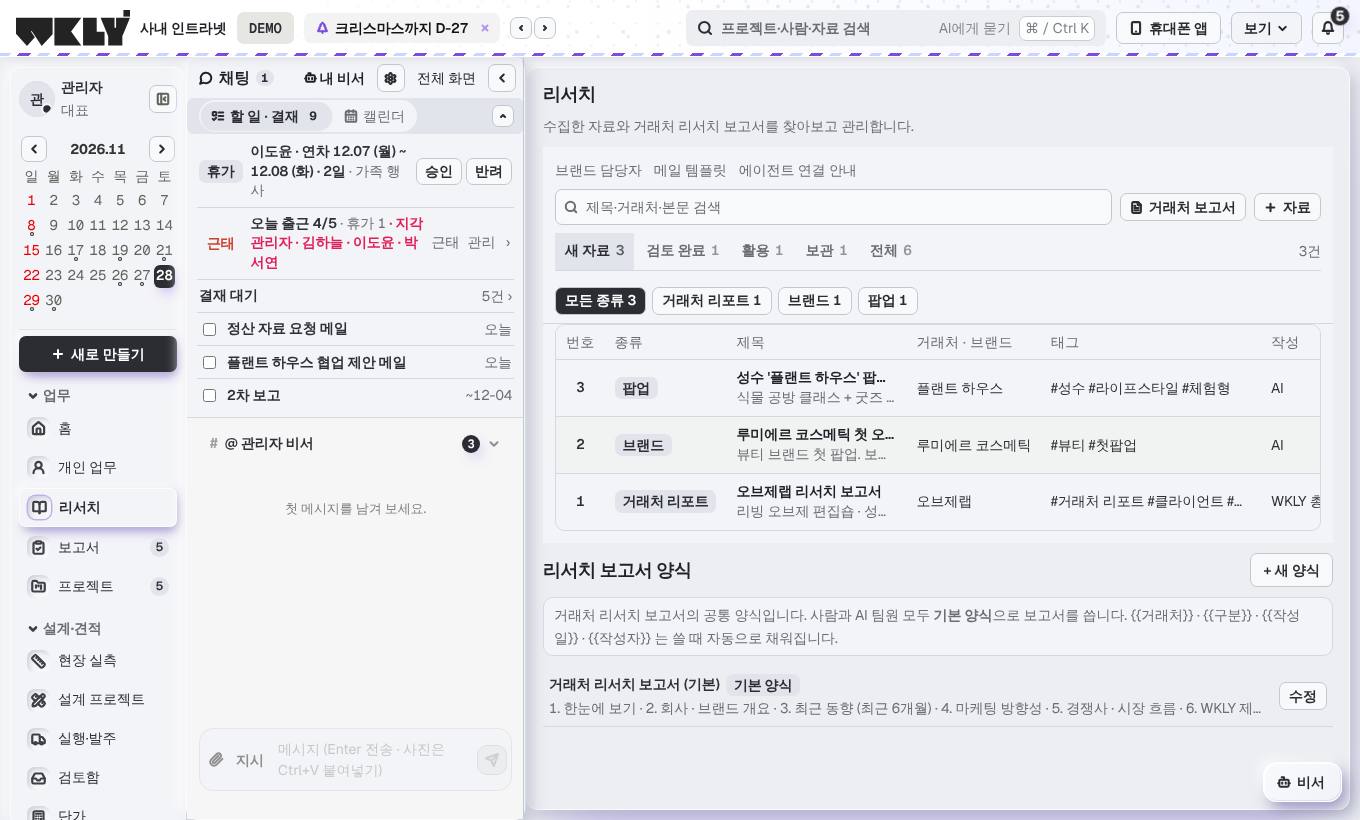 WKLY 사내 인트라넷 DEMO 크리스마스까지 D-27 × 프로젝트·사람·자료 검색 AI에게 묻기 ⌘ / Ctrl K 휴대폰 앱 보기 5
관 관리자
대표
2026.11
일 월 화 수 목 금 토
1 2 3 4 5 6 7
8 9 10 11 12 13 14
15 16 17 18 19 20 21
22 23 24 25 26 27 28
29 30
+ 새로 만들기
업무
홈
개인 업무
리서치
보고서 5
프로젝트 5
설계·견적
현장 실측
설계 프로젝트
실행·발주
검토함
단가
채팅 1 내 비서 전체 화면
할 일 · 결재 9 캘린더
휴가 이도윤 · 연차 12.07 (월) ~
12.08 (화) · 2일 · 가족 행
사
승인 반려
근태 오늘 출근 4/5 · 휴가 1 · 지각
관리자 · 김하늘 · 이도윤 · 박
서연
근태 관리 ›
결재 대기 5건 ›
정산 자료 요청 메일 오늘
플랜트 하우스 협업 제안 메일 오늘
2차 보고 ~12-04
# @ 관리자 비서 3
첫 메시지를 남겨 보세요.
지시 메시지 (Enter 전송 · 사진은
Ctrl+V 붙여넣기)
리서치
수집한 자료와 거래처 리서치 보고서를 찾아보고 관리합니다.
브랜드 담당자 메일 템플릿 에이전트 연결 안내
제목·거래처·본문 검색 거래처 보고서 + 자료
새 자료 3 검토 완료 1 활용 1 보관 1 전체 6 3건
모든 종류 3 거래처 리포트 1 브랜드 1 팝업 1
번호 종류 제목 거래처 · 브랜드 태그 작성
3 팝업 성수 '플랜트 하우스' 팝... 플랜트 하우스 #성수 #라이프스타일 #체험형 AI
식물 공방 클래스 + 굿즈 ...
2 브랜드 루미에르 코스메틱 첫 오... 루미에르 코스메틱 #뷰티 #첫팝업 AI
뷰티 브랜드 첫 팝업. 보...
1 거래처 리포트 오브제랩 리서치 보고서 오브제랩 #거래처 리포트 #클라이언트 #... WKLY
리빙 오브제 편집숍 · 성...
리서치 보고서 양식 + 새 양식
거래처 리서치 보고서의 공통 양식입니다. 사람과 AI 팀원 모두 기본 양식으로 보고서를 씁니다. {{거래처}} · {{구분}} · {{작성
일}} · {{작성자}} 는 쓸 때 자동으로 채워집니다.
거래처 리서치 보고서 (기본) 기본 양식
1. 한눈에 보기 · 2. 회사 · 브랜드 개요 · 3. 최근 동향 (최근 6개월) · 4. 마케팅 방향성 · 5. 경쟁사 · 시장 흐름 · 6. WKLY 제...
수정
비서